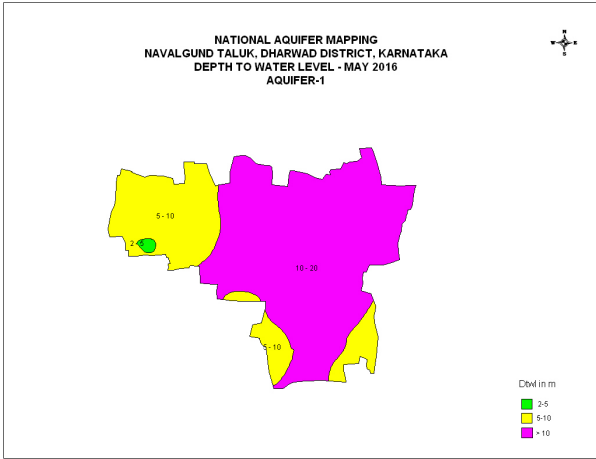 NATIONAL AQUIFER MAPPING
NAVALGUND TALUK, DHARWAD DISTRICT, KARNATAKA
DEPTH TO WATER LEVEL - MAY 2016
AQUIFER-1
N
W E
S
5 - 10
2 - 5
10 - 20
5 - 10
Dtwl in m
2-5
5-10
> 10